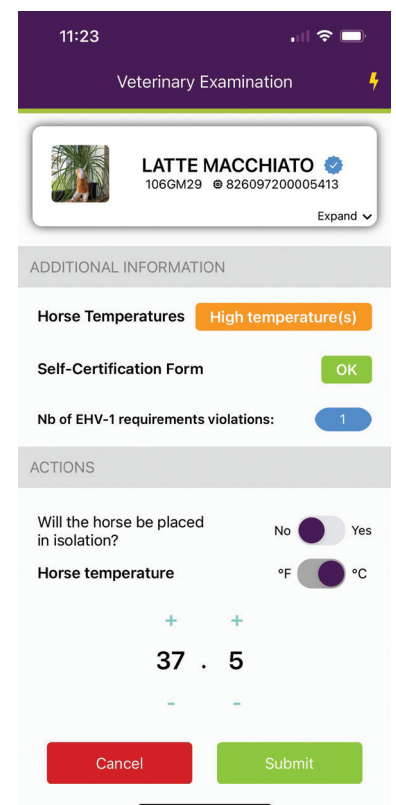 11:23
Veterinary Examination
LATTE MACCHIATO
106GM29 826097200005413
Expand
ADDITIONAL INFORMATION
Horse Temperatures High temperature(s)
Self-Certification Form OK
Nb of EHV-1 requirements violations: 1
ACTIONS
Will the horse be placed
in isolation? No Yes
Horse temperature °F °C
+ +
37 . 5
- -
Cancel Submit